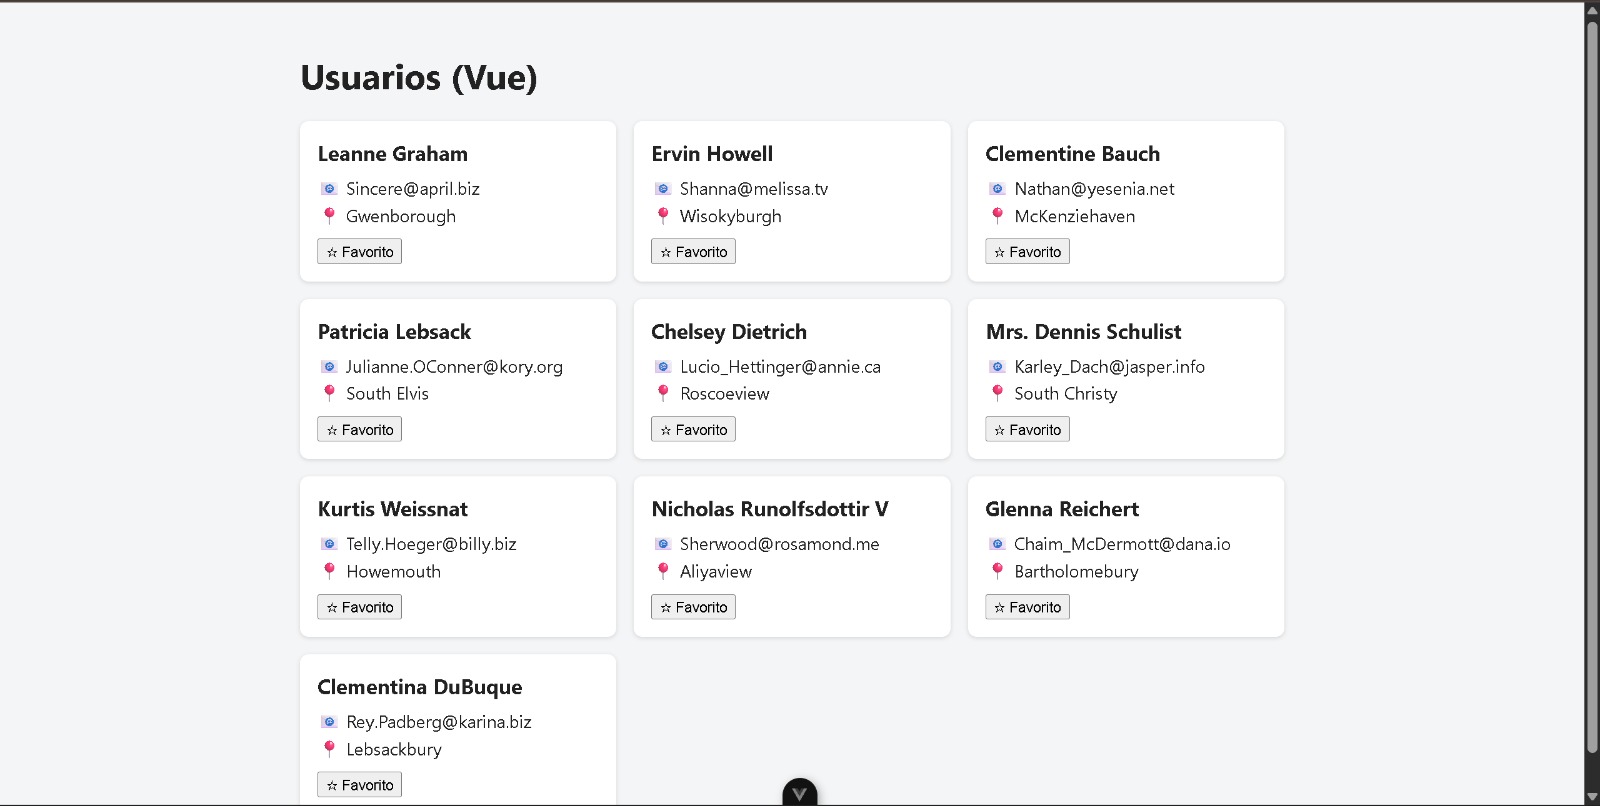 Usuarios (Vue)
Leanne Graham
Sincere@april.biz
Gwenborough
☆ Favorito
Ervin Howell
Shanna@melissa.tv
Wisokyburgh
☆ Favorito
Clementine Bauch
Nathan@yesenia.net
McKenziehaven
☆ Favorito
Patricia Lebsack
Julianne.OConner@kory.org
South Elvis
☆ Favorito
Chelsey Dietrich
Lucio_Hettinger@annie.ca
Roscoeview
☆ Favorito
Mrs. Dennis Schulist
Karley_Dach@jasper.info
South Christy
☆ Favorito
Kurtis Weissnat
Telly.Hoeger@billy.biz
Howemouth
☆ Favorito
Nicholas Runolfsdottir V
Sherwood@rosamond.me
Aliyaview
☆ Favorito
Glenna Reichert
Chaim_McDermott@dana.io
Bartholomebury
☆ Favorito
Clementina DuBuque
Rey.Padberg@karina.biz
Lebsackbury
☆ Favorito